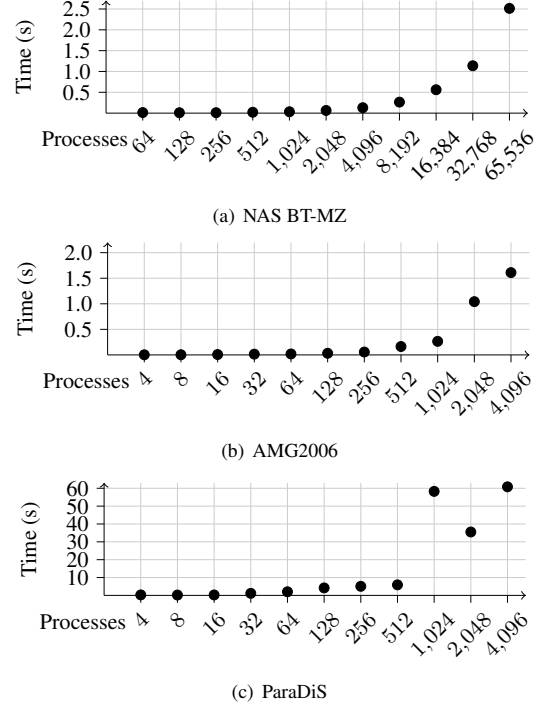 2.5
2.0
1.5
1.0
0.5
Time (s)
Processes 64 128 256 512 1,024 2,048 4,096 8,192 16,384 32,768 65,536
(a) NAS BT-MZ
2.0
1.5
1.0
0.5
Time (s)
Processes 4 8 16 32 64 128 256 512 1,024 2,048 4,096
(b) AMG2006
60
50
40
30
20
10
Time (s)
Processes 4 8 16 32 64 128 256 512 1,024 2,048 4,096
(c) ParaDiS